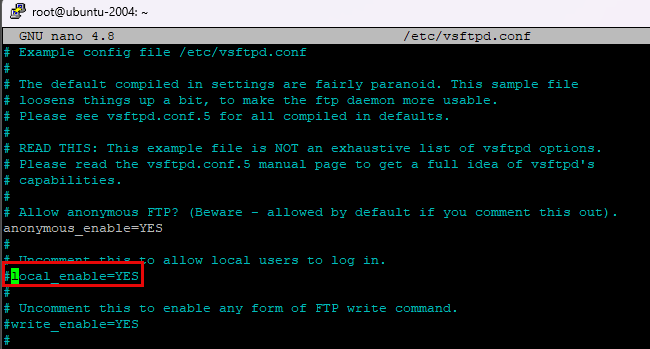 root@ubuntu-2004: ~
GNU nano 4.8 /etc/vsftpd.conf
# Example config file /etc/vsftpd.conf
#
# The default compiled in settings are fairly paranoid. This sample file
# loosens things up a bit, to make the ftp daemon more usable.
# Please see vsftpd.conf.5 for all compiled in defaults.
#
# READ THIS: This example file is NOT an exhaustive list of vsftpd options.
# Please read the vsftpd.conf.5 manual page to get a full idea of vsftpd's
# capabilities.
#
# Allow anonymous FTP? (Beware - allowed by default if you comment this out).
anonymous_enable=YES
#
# Uncomment this to allow local users to log in.
#local_enable=YES
#
# Uncomment this to enable any form of FTP write command.
#write_enable=YES
#